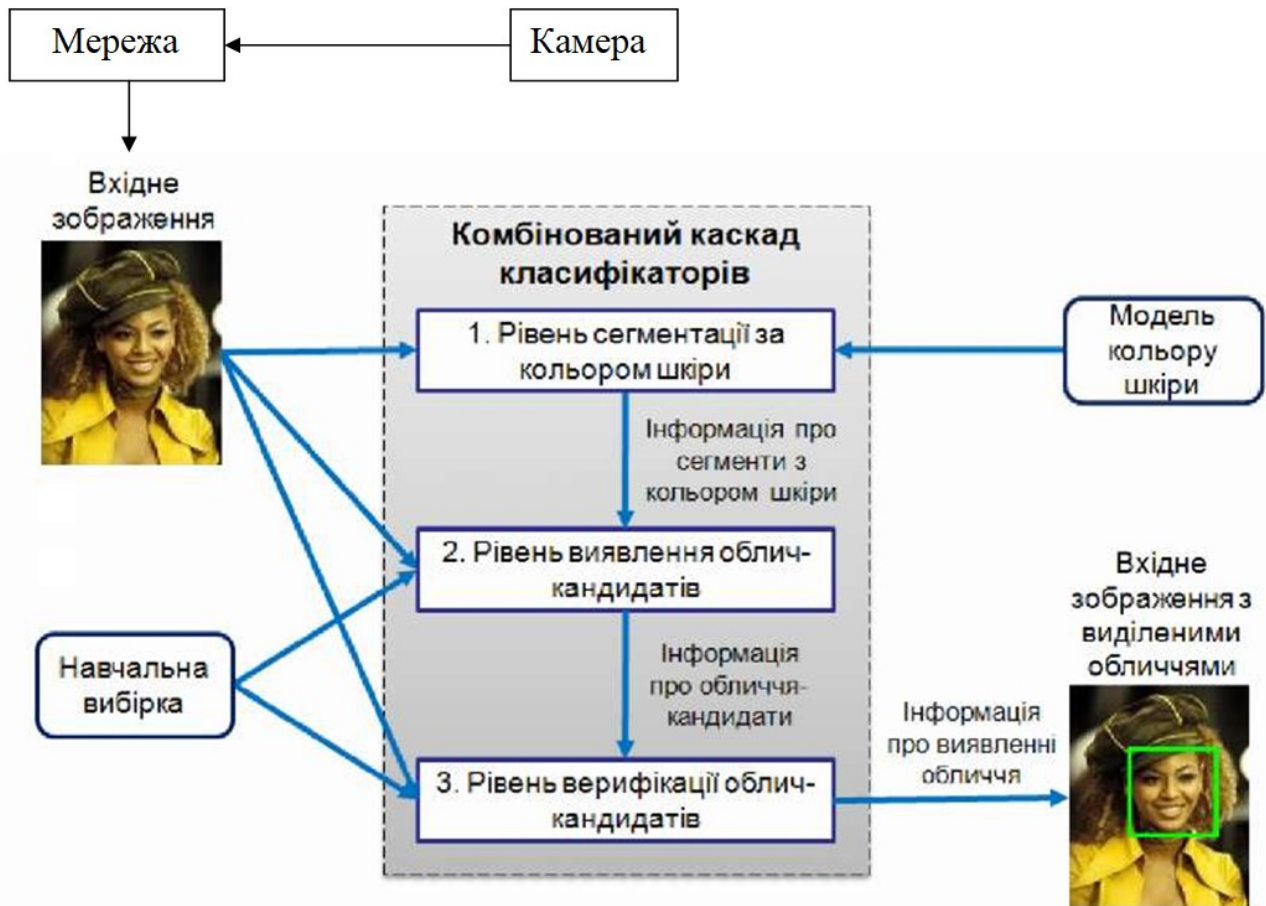 Мережа
Камера
Вхідне
зображення
Комбінований каскад
класифікаторів
1. Рівень сегментації за
кольором шкіри
Модель
кольору
шкіри
Інформація про
сегменти з
кольором шкіри
2. Рівень виявлення облич-
кандидатів
Навчальна
вибірка
Інформація
про обличчя-
кандидати
3. Рівень верифікації облич-
кандидатів
Інформація
про виявленні
обличчя
Вхідне
зображення з
виділеними
обличчями